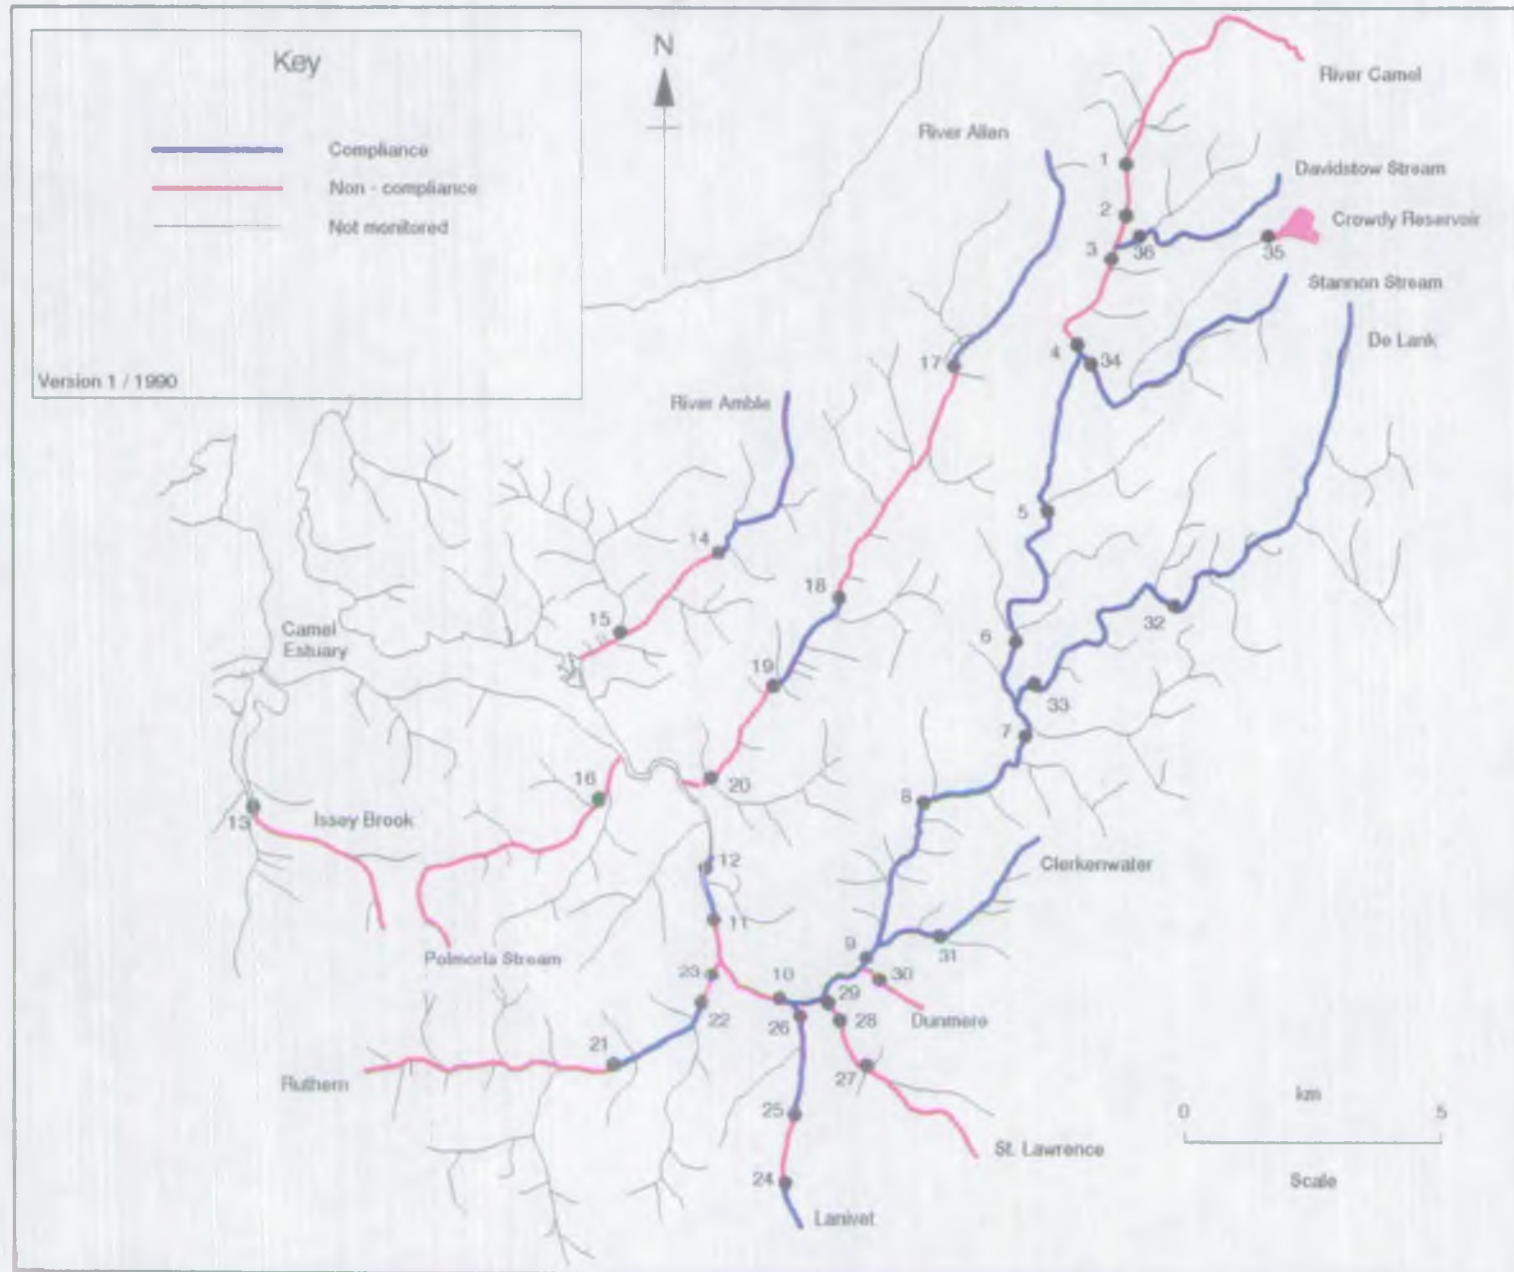 Key
Compliance
Non - compliance
Not monitored
Version 1 / 1990
N
River Camel
River Allen
1
Davidstow Stream
2
Crowdy Reservoir
3
36
35
Stannon Stream
De Lank
4
34
17
River Amble
5
14
18
32
15
Camel
Estuary
6
19
33
7
16
20
8
13
Issey Brook
12
Clerkenwater
11
Polmorla Stream
9
31
23
10
30
29
22
26
28
Dunmere
21
27
Ruthern
km
0
5
25
St. Lawrence
Scale
24
Lanivet